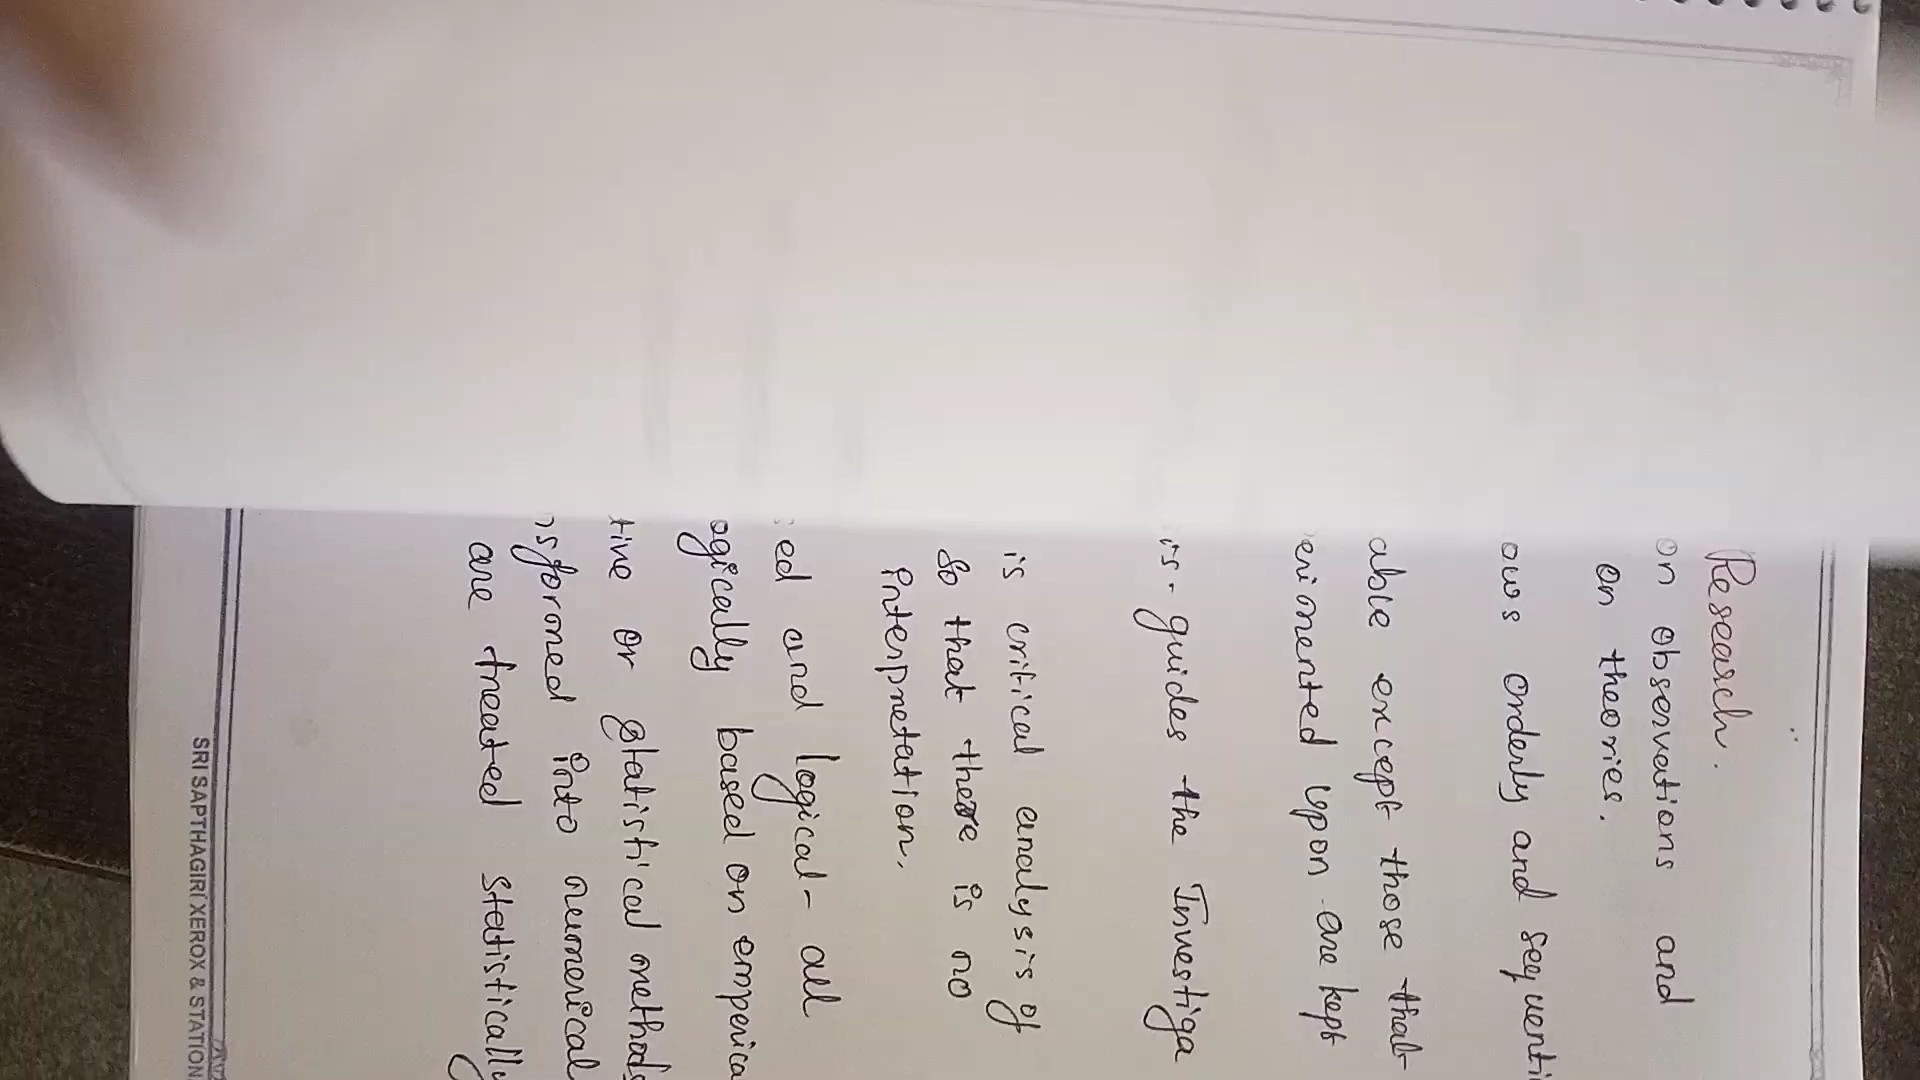 Research.
on observations and
on theories.
ows orderly and sequenti
able except those that
erimented upon are kept
is - guides the Investiga
is critical analysis of
So that there is no
Interpretation.
ed and logical - all
ogically based on emperica
tive or statistical methods
nsformed into numerical
are treated statistically
SRI SAPTHAGIRI XEROX & STATION